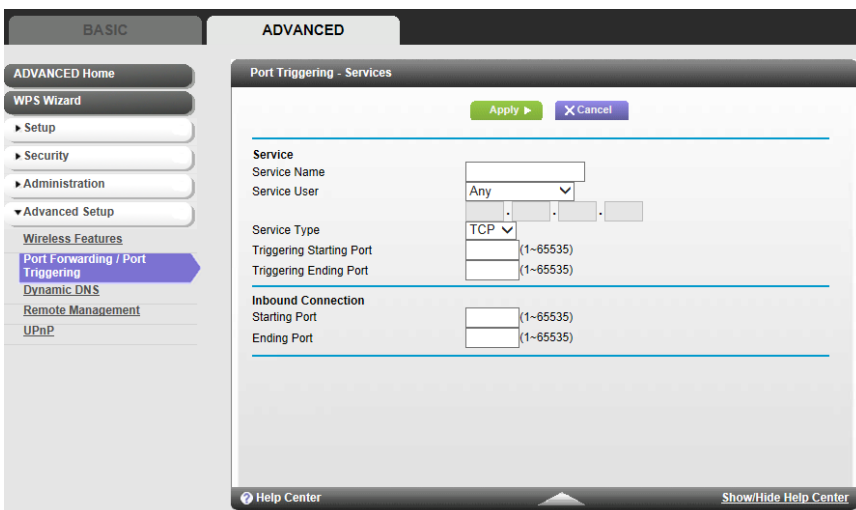 BASIC
ADVANCED
ADVANCED Home
WPS Wizard
Setup
Security
Administration
Advanced Setup
Wireless Features
Port Forwarding / Port
Triggering
Dynamic DNS
Remote Management
UPnP
Port Triggering - Services
Apply
X Cancel
Service
Service Name
Service User Any
. . .
Service Type TCP
Triggering Starting Port (1~65535)
Triggering Ending Port (1~65535)
Inbound Connection
Starting Port (1~65535)
Ending Port (1~65535)
? Help Center
Show/Hide Help Center